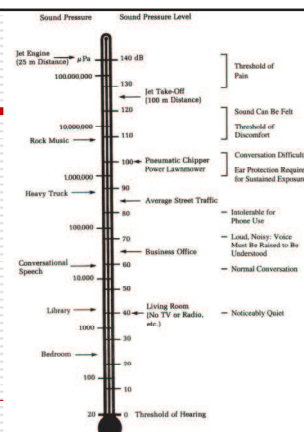 Sound Pressure
Sound Pressure Level
Jet Engine
(25 m Distance)
μPa
140 dB
Threshold of
Pain
100,000,000
130
Jet Take-Off
(100 m Distance)
120
Sound Can Be Felt
10,000,000
Threshold of
Discomfort
110
Rock Music
Conversation Difficult
100
Pneumatic Chipper
Power Lawnmower
1,000,000
Ear Protection Require
for Sustained Exposur
90
Heavy Truck
Average Street Traffic
80
Intolerable for
Phone Use
100,000
70
Loud, Noisy: Voice
Must Be Raised to Be
Understood
Business Office
Conversational
Speech
60
Normal Conversation
10,000
50
Library
40
Living Room
(No TV or Radio,
etc.)
Noticeably Quiet
1000
30
Bedroom
20
100
10
20
0
Threshold of Hearing